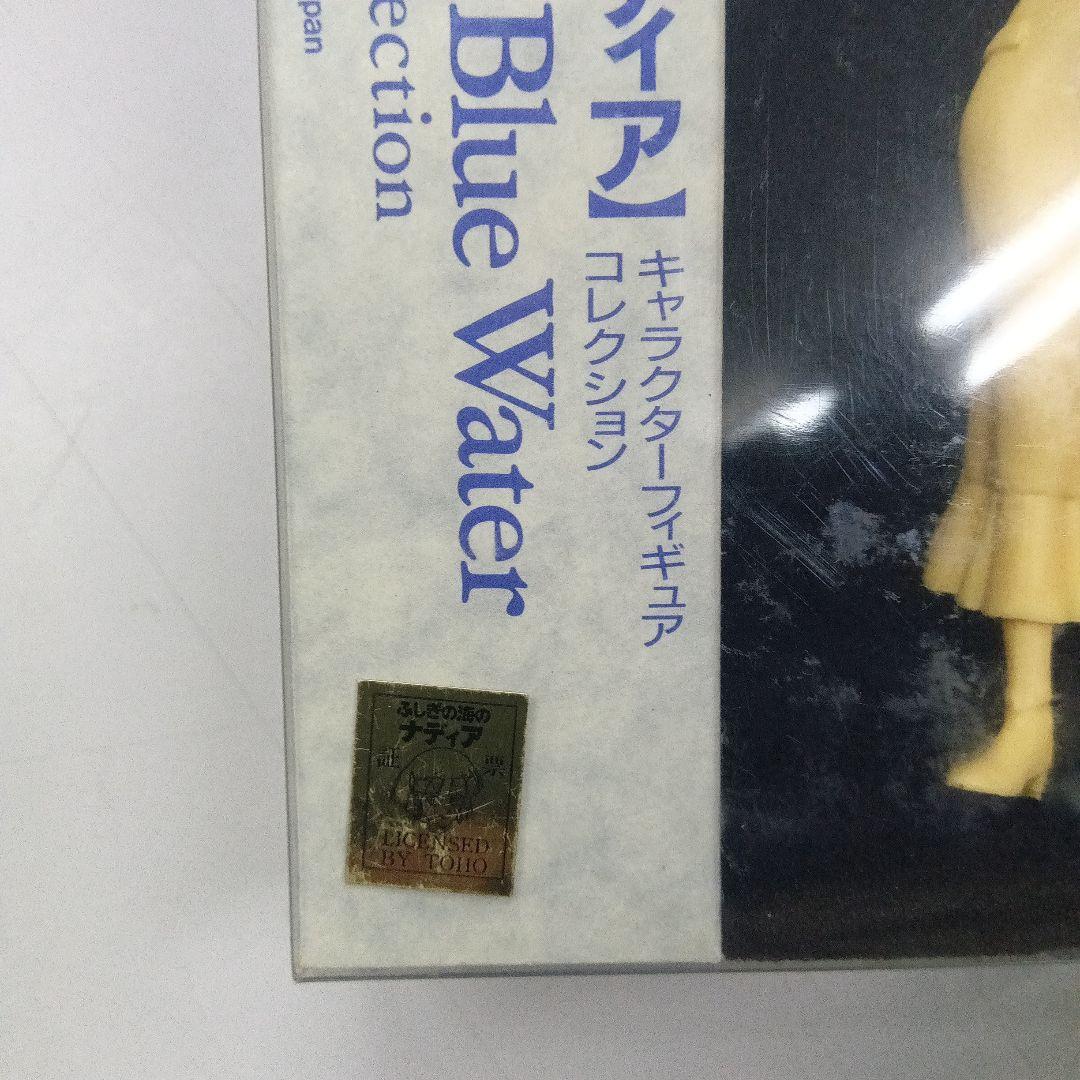 ィア】
キャラクターフィギュア
コレクション
Blue Water
ection
pan
ふしぎの海の
ナディア
証 票
LICENSED
BY TOHO